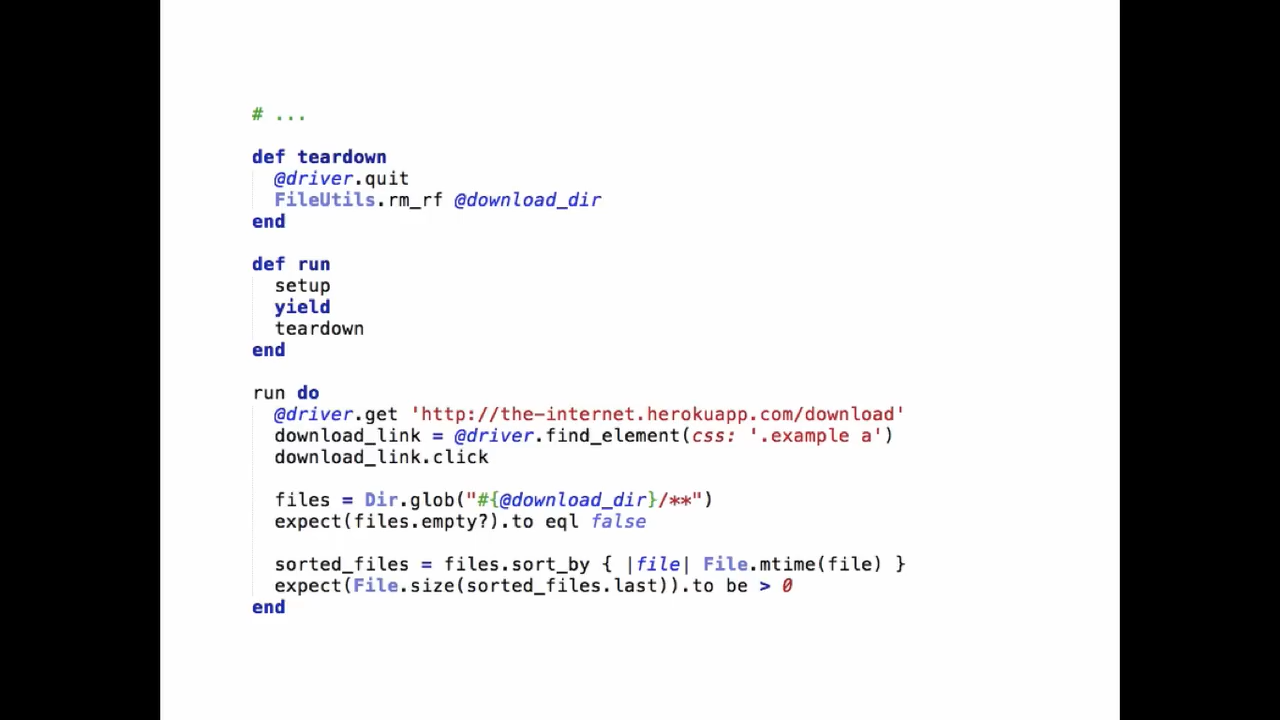 # ...
def teardown
@driver.quit
FileUtils.rm_rf @download_dir
end
def run
setup
yield
teardown
end
run do
@driver.get 'http://the-internet.herokuapp.com/download'
download_link = @driver.find_element(css: '.example a')
download_link.click
files = Dir.glob("#{@download_dir}/**")
expect(files.empty?).to eql false
sorted_files = files.sort_by { |file| File.mtime(file) }
expect(File.size(sorted_files.last)).to be > 0
end